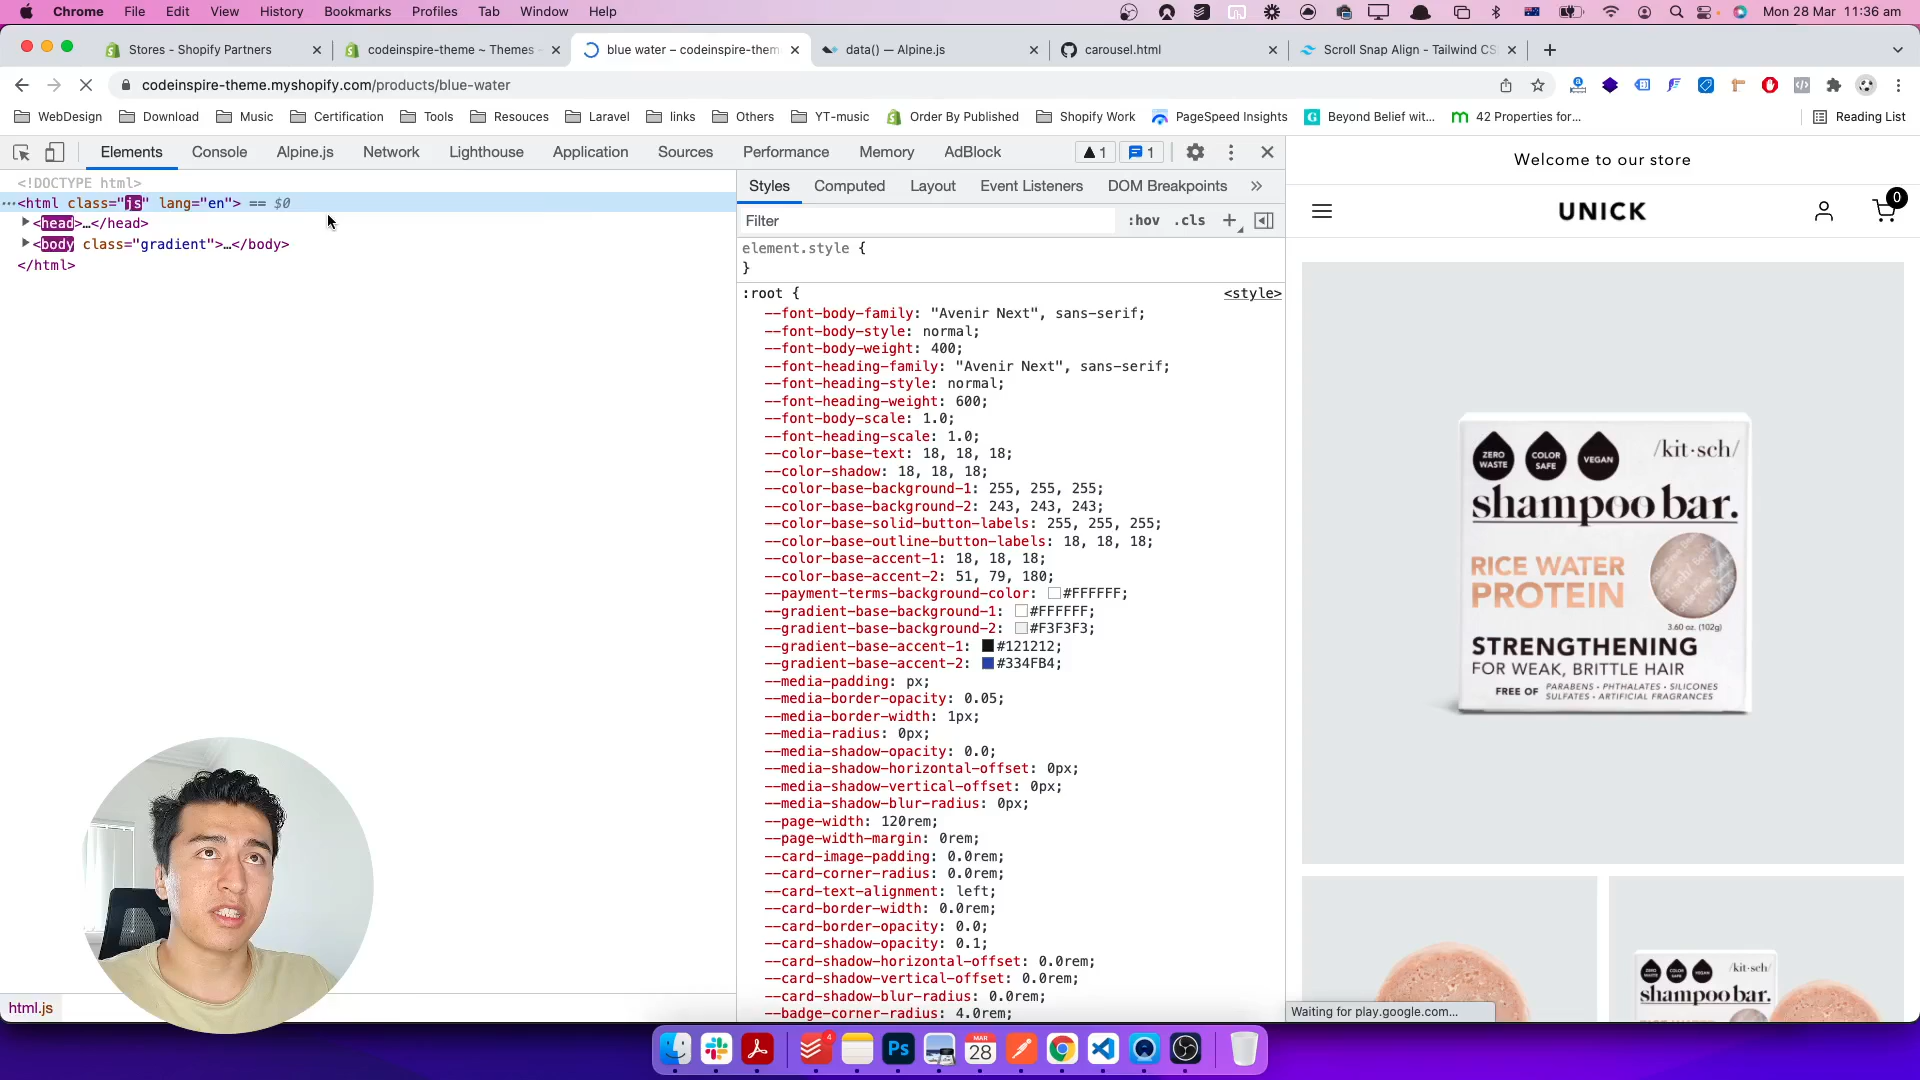 Chrome File Edit View History Bookmarks Profiles Tab Window Help Mon 28 Mar 11:36 am
Stores - Shopify Partners codeinspire-theme ~ Themes - blue water – codeinspire-them data() — Alpine.js carousel.html Scroll Snap Align - Tailwind CS
codeinspire-theme.myshopify.com/products/blue-water
WebDesign Download Music Certification Tools Resouces Laravel links Others YT-music Order By Published Shopify Work PageSpeed Insights Beyond Belief wit... 42 Properties for... Reading List
Elements Console Alpine.js Network Lighthouse Application Sources Performance Memory AdBlock 1 1
<!DOCTYPE html>
<html class="js" lang="en"> == $0
<head>…</head>
<body class="gradient">…</body>
</html>
html.js
Styles Computed Layout Event Listeners DOM Breakpoints »
Filter :hov .cls +
element.style {
}
:root { <style>
--font-body-family: "Avenir Next", sans-serif;
--font-body-style: normal;
--font-body-weight: 400;
--font-heading-family: "Avenir Next", sans-serif;
--font-heading-style: normal;
--font-heading-weight: 600;
--font-body-scale: 1.0;
--font-heading-scale: 1.0;
--color-base-text: 18, 18, 18;
--color-shadow: 18, 18, 18;
--color-base-background-1: 255, 255, 255;
--color-base-background-2: 243, 243, 243;
--color-base-solid-button-labels: 255, 255, 255;
--color-base-outline-button-labels: 18, 18, 18;
--color-base-accent-1: 18, 18, 18;
--color-base-accent-2: 51, 79, 180;
--payment-terms-background-color: #FFFFFF;
--gradient-base-background-1: #FFFFFF;
--gradient-base-background-2: #F3F3F3;
--gradient-base-accent-1: #121212;
--gradient-base-accent-2: #334FB4;
--media-padding: px;
--media-border-opacity: 0.05;
--media-border-width: 1px;
--media-radius: 0px;
--media-shadow-opacity: 0.0;
--media-shadow-horizontal-offset: 0px;
--media-shadow-vertical-offset: 0px;
--media-shadow-blur-radius: 0px;
--page-width: 120rem;
--page-width-margin: 0rem;
--card-image-padding: 0.0rem;
--card-corner-radius: 0.0rem;
--card-text-alignment: left;
--card-border-width: 0.0rem;
--card-border-opacity: 0.0;
--card-shadow-opacity: 0.1;
--card-shadow-horizontal-offset: 0.0rem;
--card-shadow-vertical-offset: 0.0rem;
--card-shadow-blur-radius: 0.0rem;
--badge-corner-radius: 4.0rem;
Welcome to our store
UNICK 0
ZERO WASTE COLOR SAFE VEGAN /kit·sch/
shampoo bar.
RICE WATER
PROTEIN
3.60 oz. (102g)
STRENGTHENING
FOR WEAK, BRITTLE HAIR
FREE OF PARABENS • PHTHALATES • SILICONES
SULFATES • ARTIFICIAL FRAGRANCES
/kit·sch/
shampoo bar.
Waiting for play.google.com...
4 MAR 28 Ps